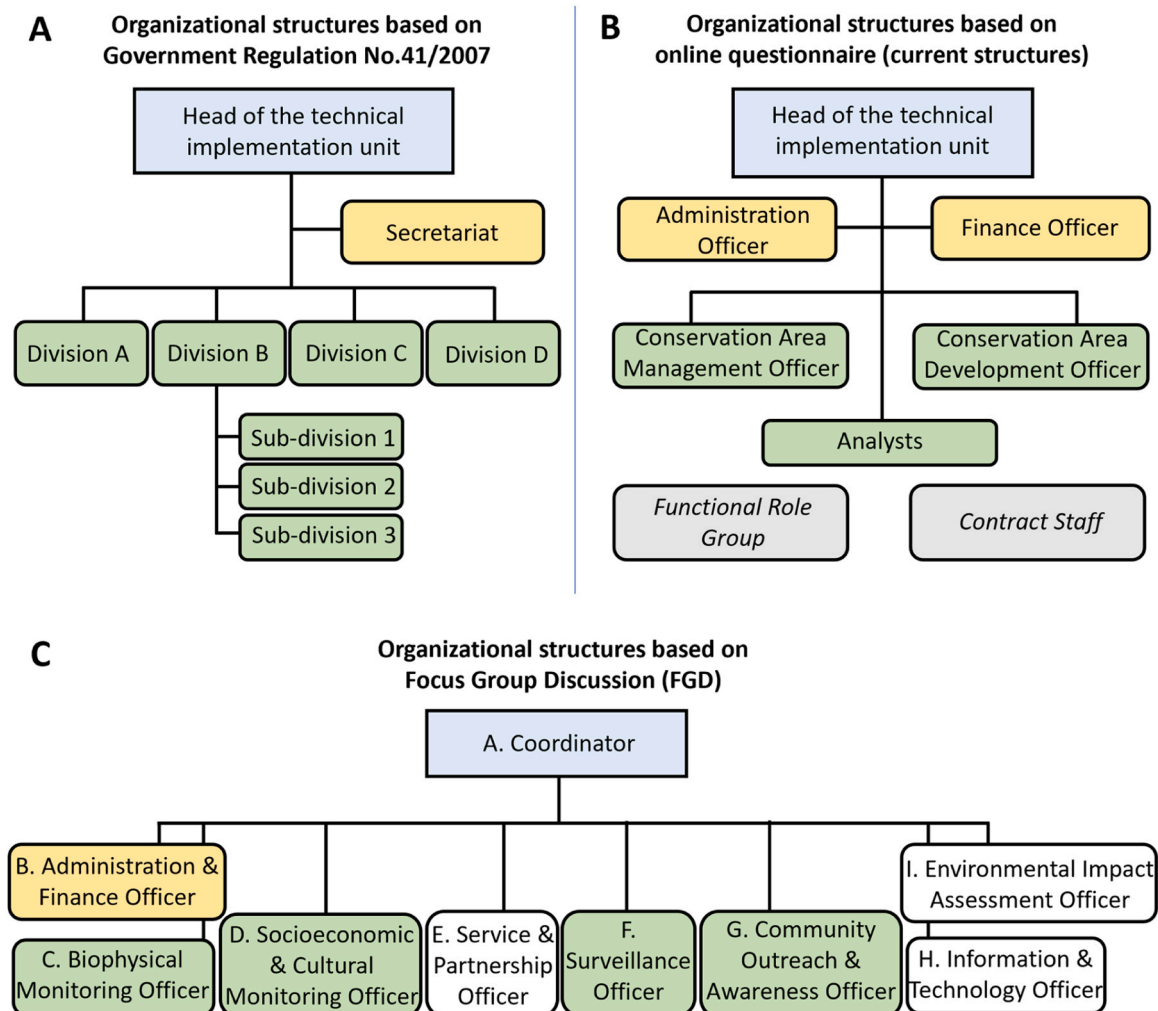 A
Organizational structures based on
Government Regulation No.41/2007
Head of the technical
implementation unit
Secretariat
Division A
Division B
Division C
Division D
Sub-division 1
Sub-division 2
Sub-division 3
B
Organizational structures based on
online questionnaire (current structures)
Head of the technical
implementation unit
Administration
Officer
Finance Officer
Conservation Area
Management Officer
Conservation Area
Development Officer
Analysts
Functional Role
Group
Contract Staff
C
Organizational structures based on
Focus Group Discussion (FGD)
A. Coordinator
B. Administration &
Finance Officer
C. Biophysical
Monitoring Officer
D. Socioeconomic
& Cultural
Monitoring Officer
E. Service &
Partnership
Officer
F.
Surveillance
Officer
G. Community
Outreach &
Awareness Officer
I. Environmental Impact
Assessment Officer
H. Information &
Technology Officer